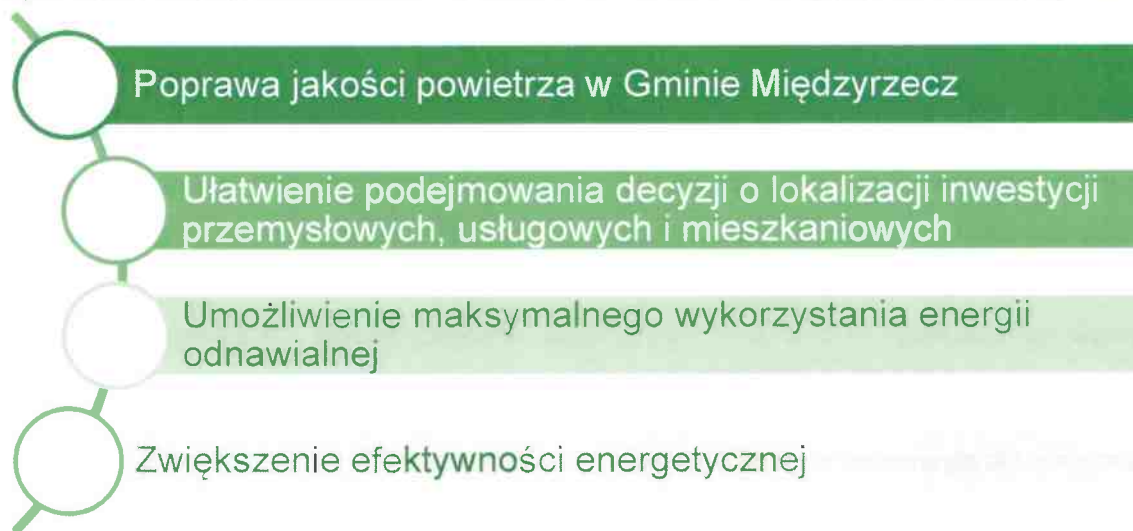 Poprawa jakości powietrza w Gminie Międzyrzecz
Ułatwienie podejmowania decyzji o lokalizacji inwestycji
przemysłowych, usługowych i mieszkaniowych
Umożliwienie maksymalnego wykorzystania energii
odnawialnej
Zwiększenie efektywności energetycznej